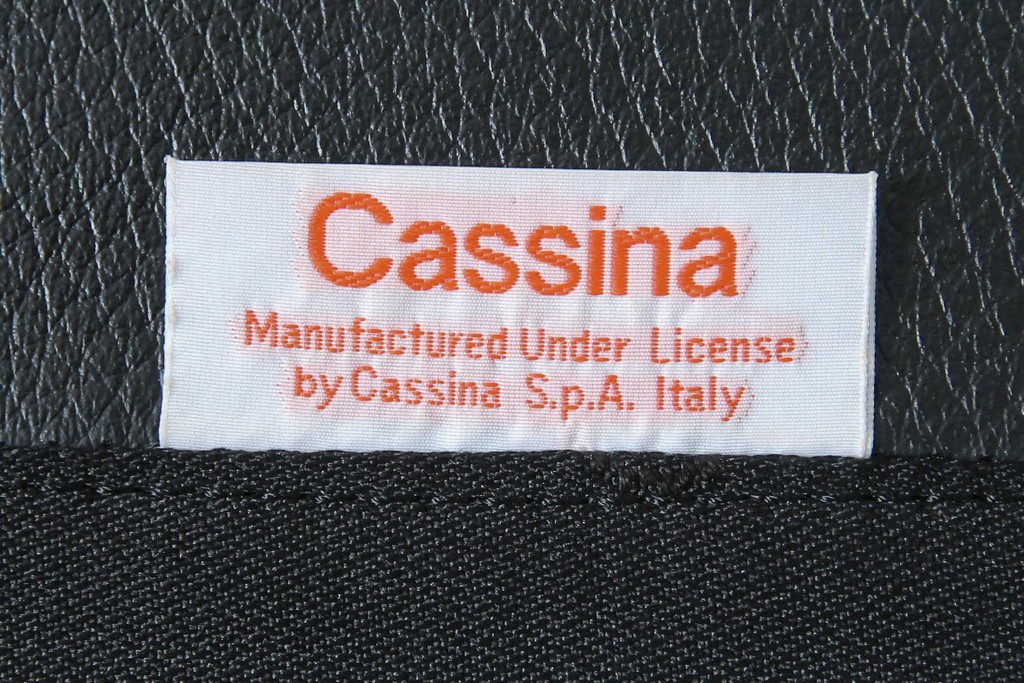 Cassina
Manufactured Under License
by Cassina S.p.A. Italy